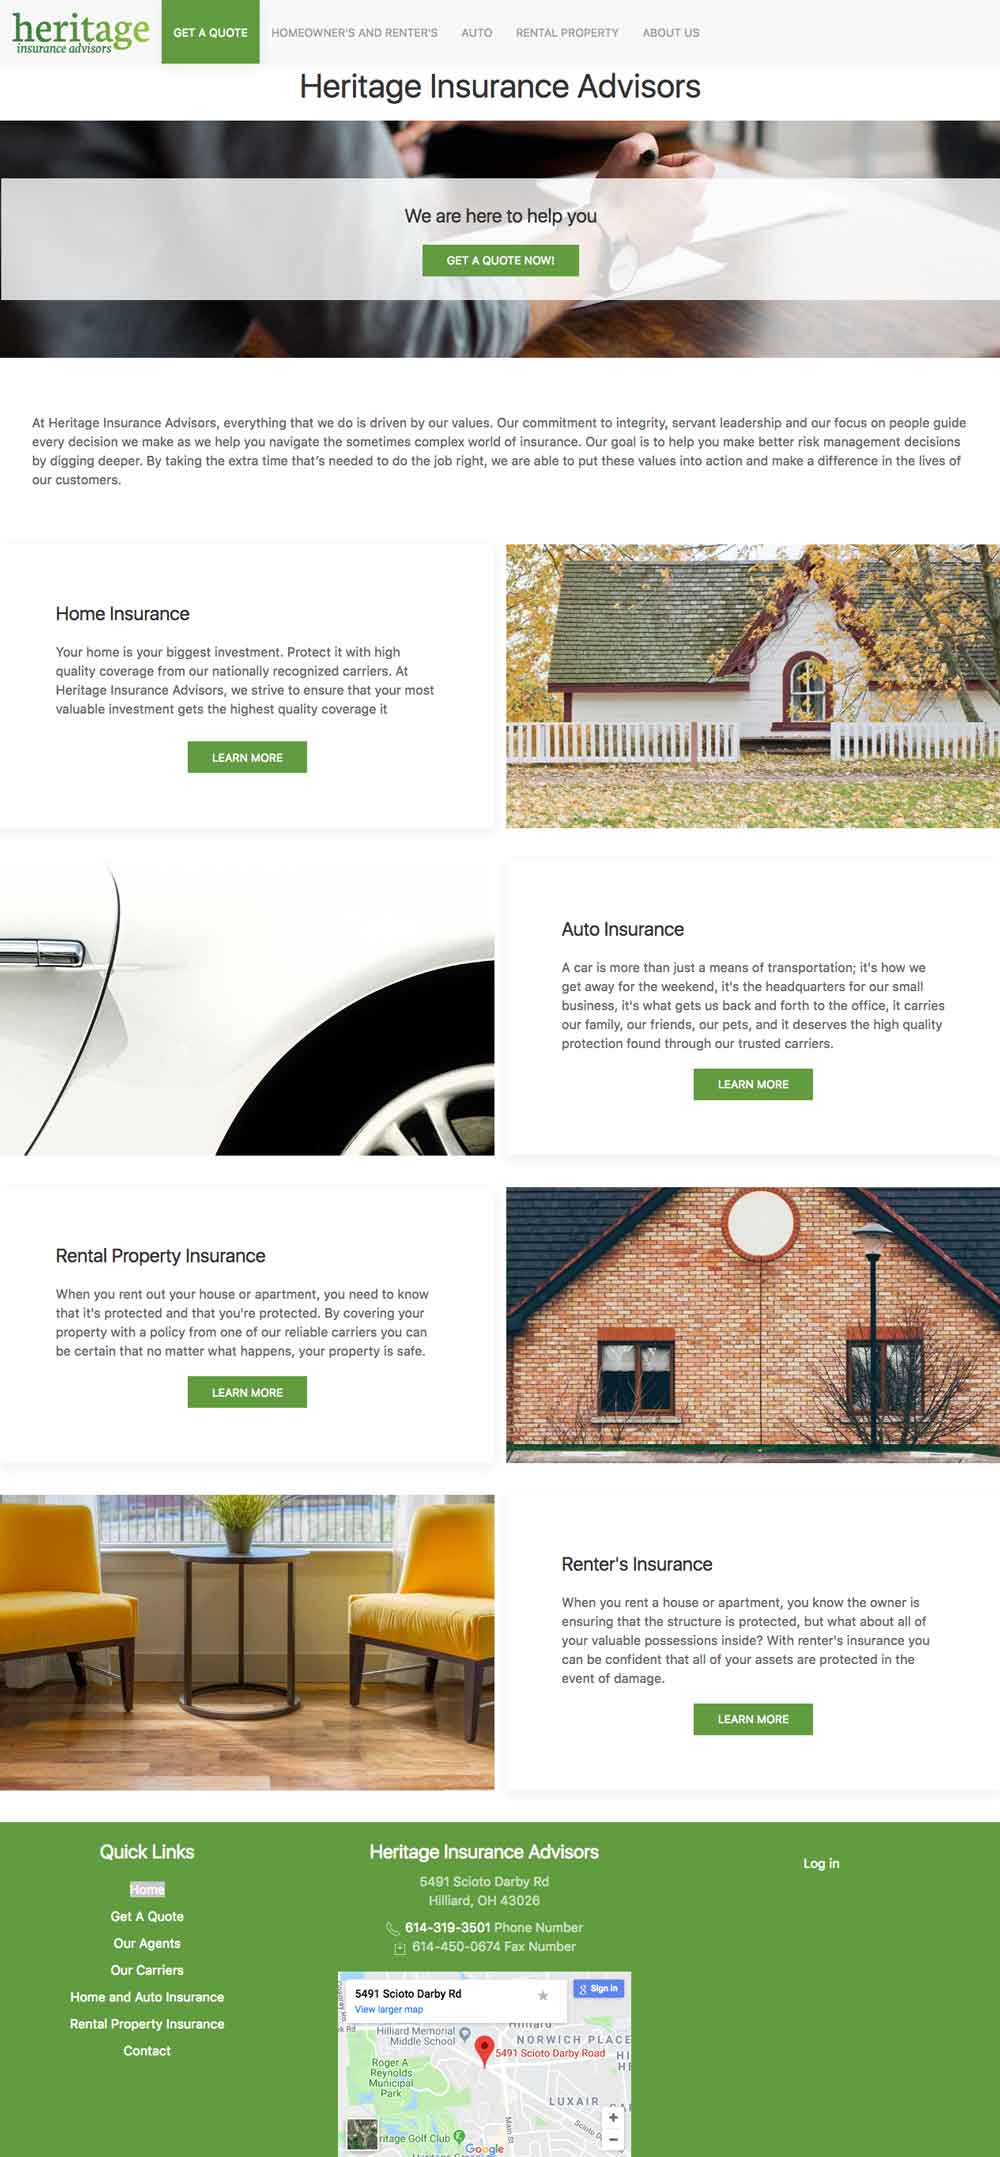 heritage
insurance advisors
GET A QUOTE
HOMEOWNER'S AND RENTER'S
AUTO
RENTAL PROPERTY
ABOUT US
Heritage Insurance Advisors
We are here to help you
GET A QUOTE NOW!
At Heritage Insurance Advisors, everything that we do is driven by our values. Our commitment to integrity, servant leadership and our focus on people guide
every decision we make as we help you navigate the sometimes complex world of insurance. Our goal is to help you make better risk management decisions
by digging deeper. By taking the extra time that's needed to do the job right, we are able to put these values into action and make a difference in the lives of
our customers.
Home Insurance
Your home is your biggest investment. Protect it with high
quality coverage from our nationally recognized carriers. At
Heritage Insurance Advisors, we strive to ensure that your most
valuable investment gets the highest quality coverage it
LEARN MORE
Auto Insurance
A car is more than just a means of transportation; it's how we
get away for the weekend, it's the headquarters for our small
business, it's what gets us back and forth to the office, it carries
our family, our friends, our pets, and it deserves the high quality
protection found through our trusted carriers.
LEARN MORE
Rental Property Insurance
When you rent out your house or apartment, you need to know
that it's protected and that you're protected. By covering your
property with a policy from one of our reliable carriers you can
be certain that no matter what happens, your property is safe.
LEARN MORE
Renter's Insurance
When you rent a house or apartment, you know the owner is
ensuring that the structure is protected, but what about all of
your valuable possessions inside? With renter's insurance you
can be confident that all of your assets are protected in the
event of damage.
LEARN MORE
Quick Links
Home
Get A Quote
Our Agents
Our Carriers
Home and Auto Insurance
Rental Property Insurance
Contact
Heritage Insurance Advisors
5491 Scioto Darby Rd
Hilliard, OH 43026
614-319-3501 Phone Number
614-450-0674 Fax Number
5491 Scioto Darby Rd
View larger map
Sign in
Hilliard
Hilliard Memorial
Middle School
NORWICH PLACE
5491 Scioto Darby Road
Roger A
Reynolds
Municipal
Park
LUXAIR
Main St
ritage Golf Club
Google
Log in